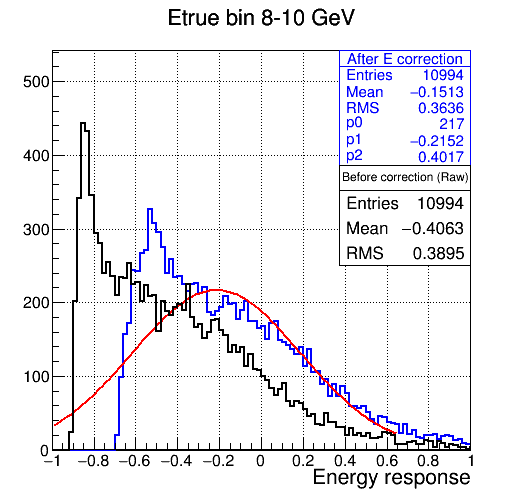 Etrue bin 8-10 GeV
After E correction
Entries 10994
Mean −0.1513
RMS 0.3636
p0 217
p1 −0.2152
p2 0.4017
Before correction (Raw)
Entries 10994
Mean −0.4063
RMS 0.3895
500
400
300
200
100
0
−1 −0.8 −0.6 −0.4 −0.2 0 0.2 0.4 0.6 0.8 1
Energy response